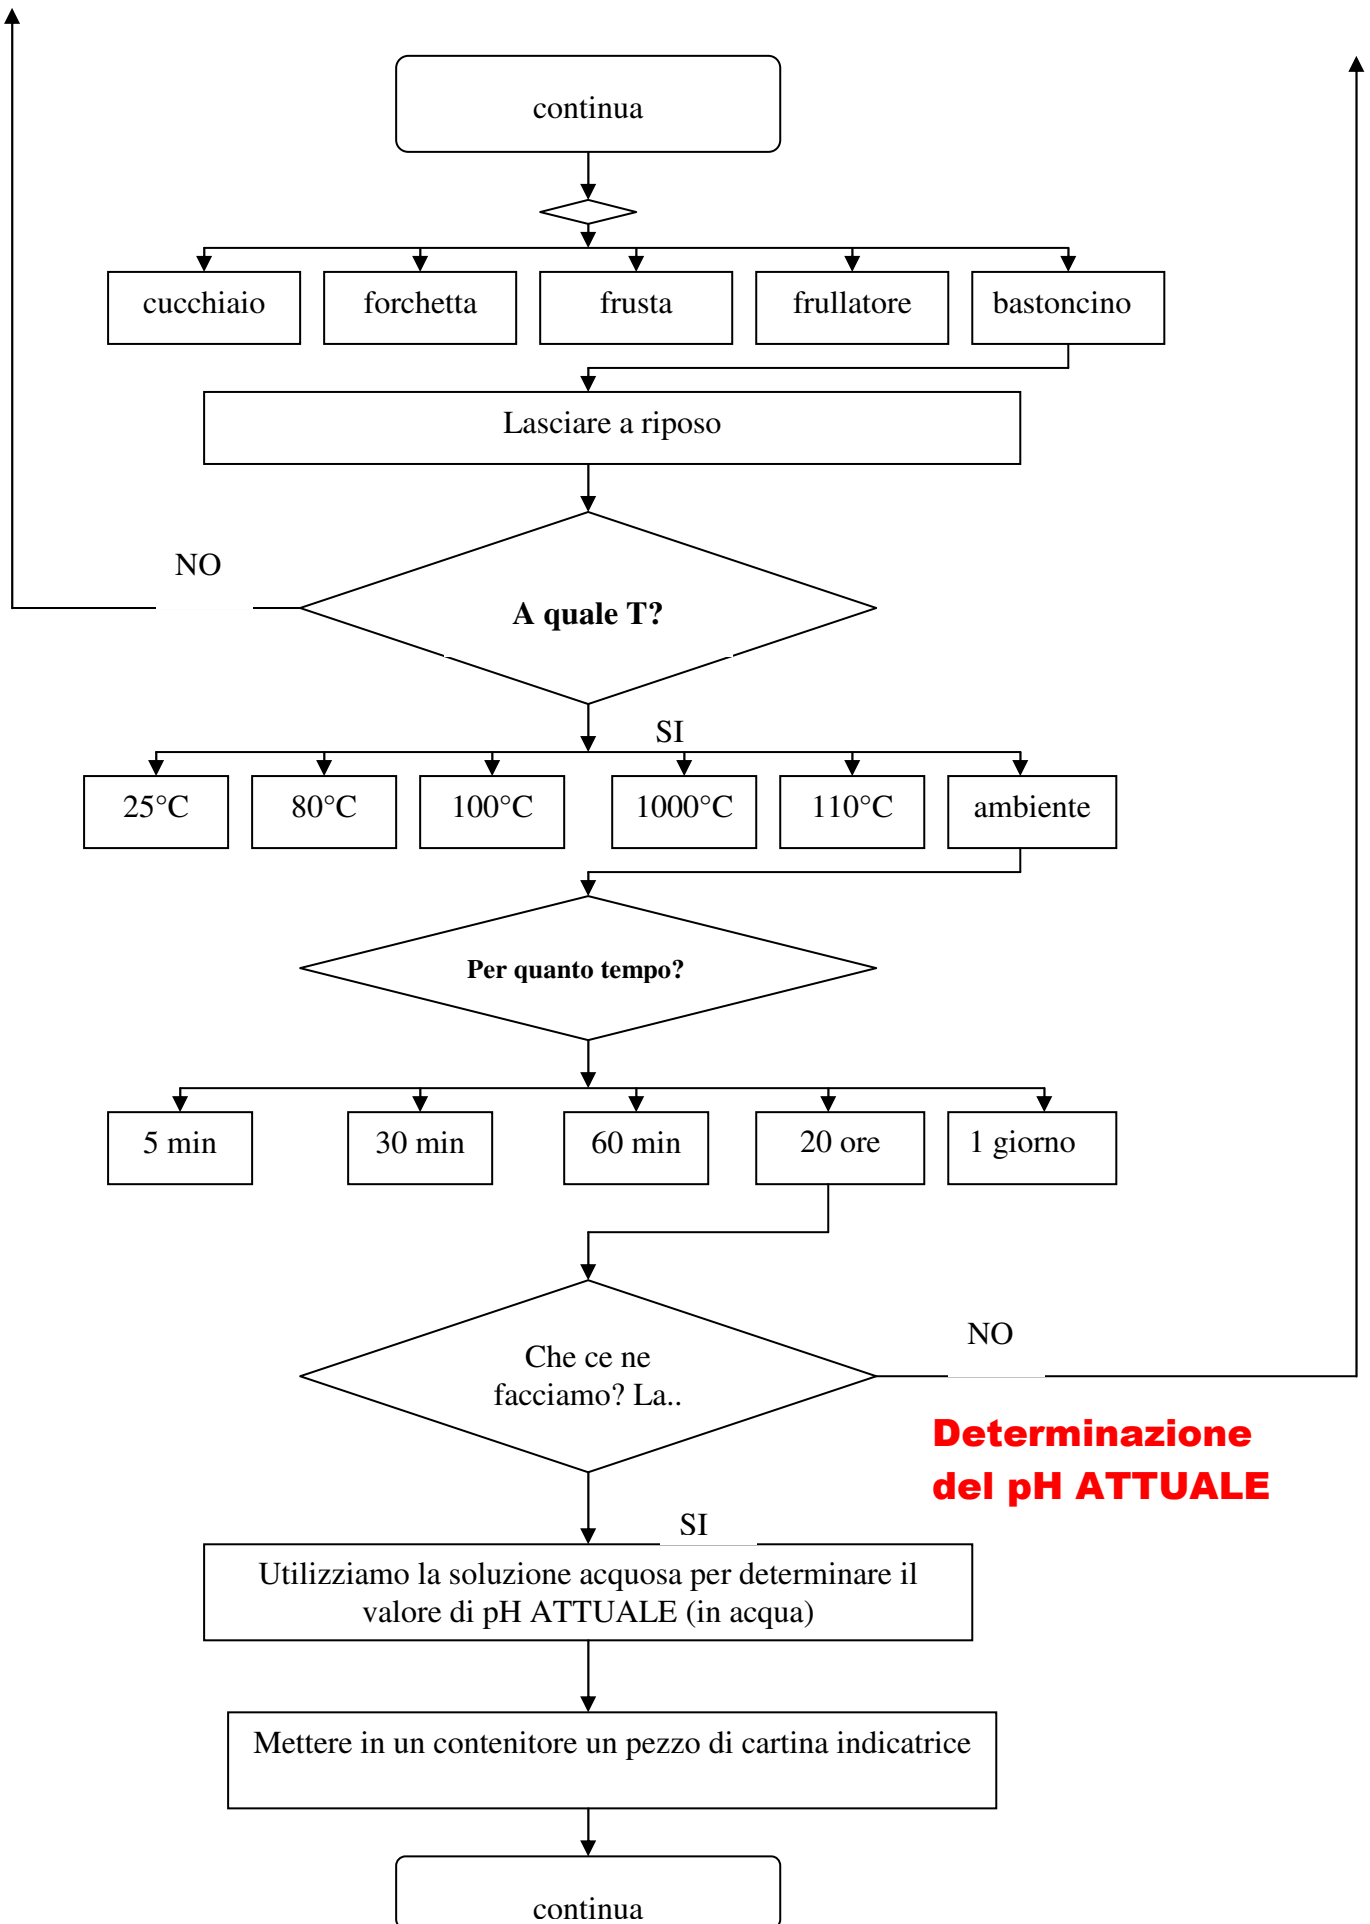 continua
cucchiaio
forchetta
frusta
frullatore
bastoncino
Lasciare a riposo
NO
A quale T?
SI
25°C
80°C
100°C
1000°C
110°C
ambiente
Per quanto tempo?
5 min
30 min
60 min
20 ore
1 giorno
Che ce ne
facciamo? La..
NO
Determinazione
del pH ATTUALE
SI
Utilizziamo la soluzione acquosa per determinare il
valore di pH ATTUALE (in acqua)
Mettere in un contenitore un pezzo di cartina indicatrice
continua